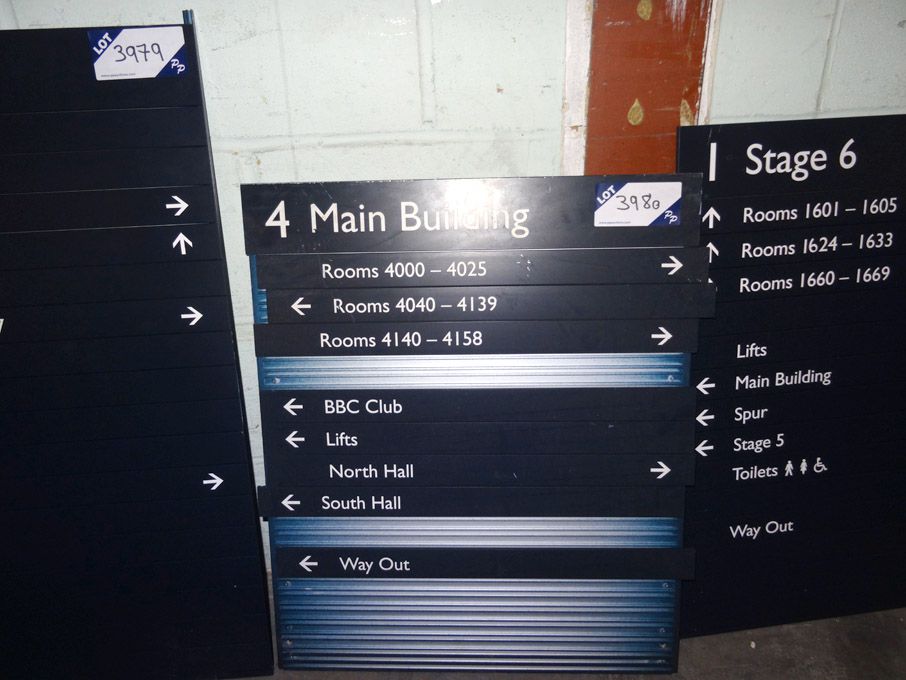 LOT
3979
PP
→
↑
→
→
4 Main Building
LOT
3980
PP
Rooms 4000 – 4025 →
← Rooms 4040 – 4139
Rooms 4140 – 4158 →
← BBC Club
← Lifts
North Hall →
← South Hall
← Way Out
1 Stage 6
↑ Rooms 1601 – 1605
↑ Rooms 1624 – 1633
Rooms 1660 – 1669
Lifts
← Main Building
← Spur
← Stage 5
Toilets
Way Out